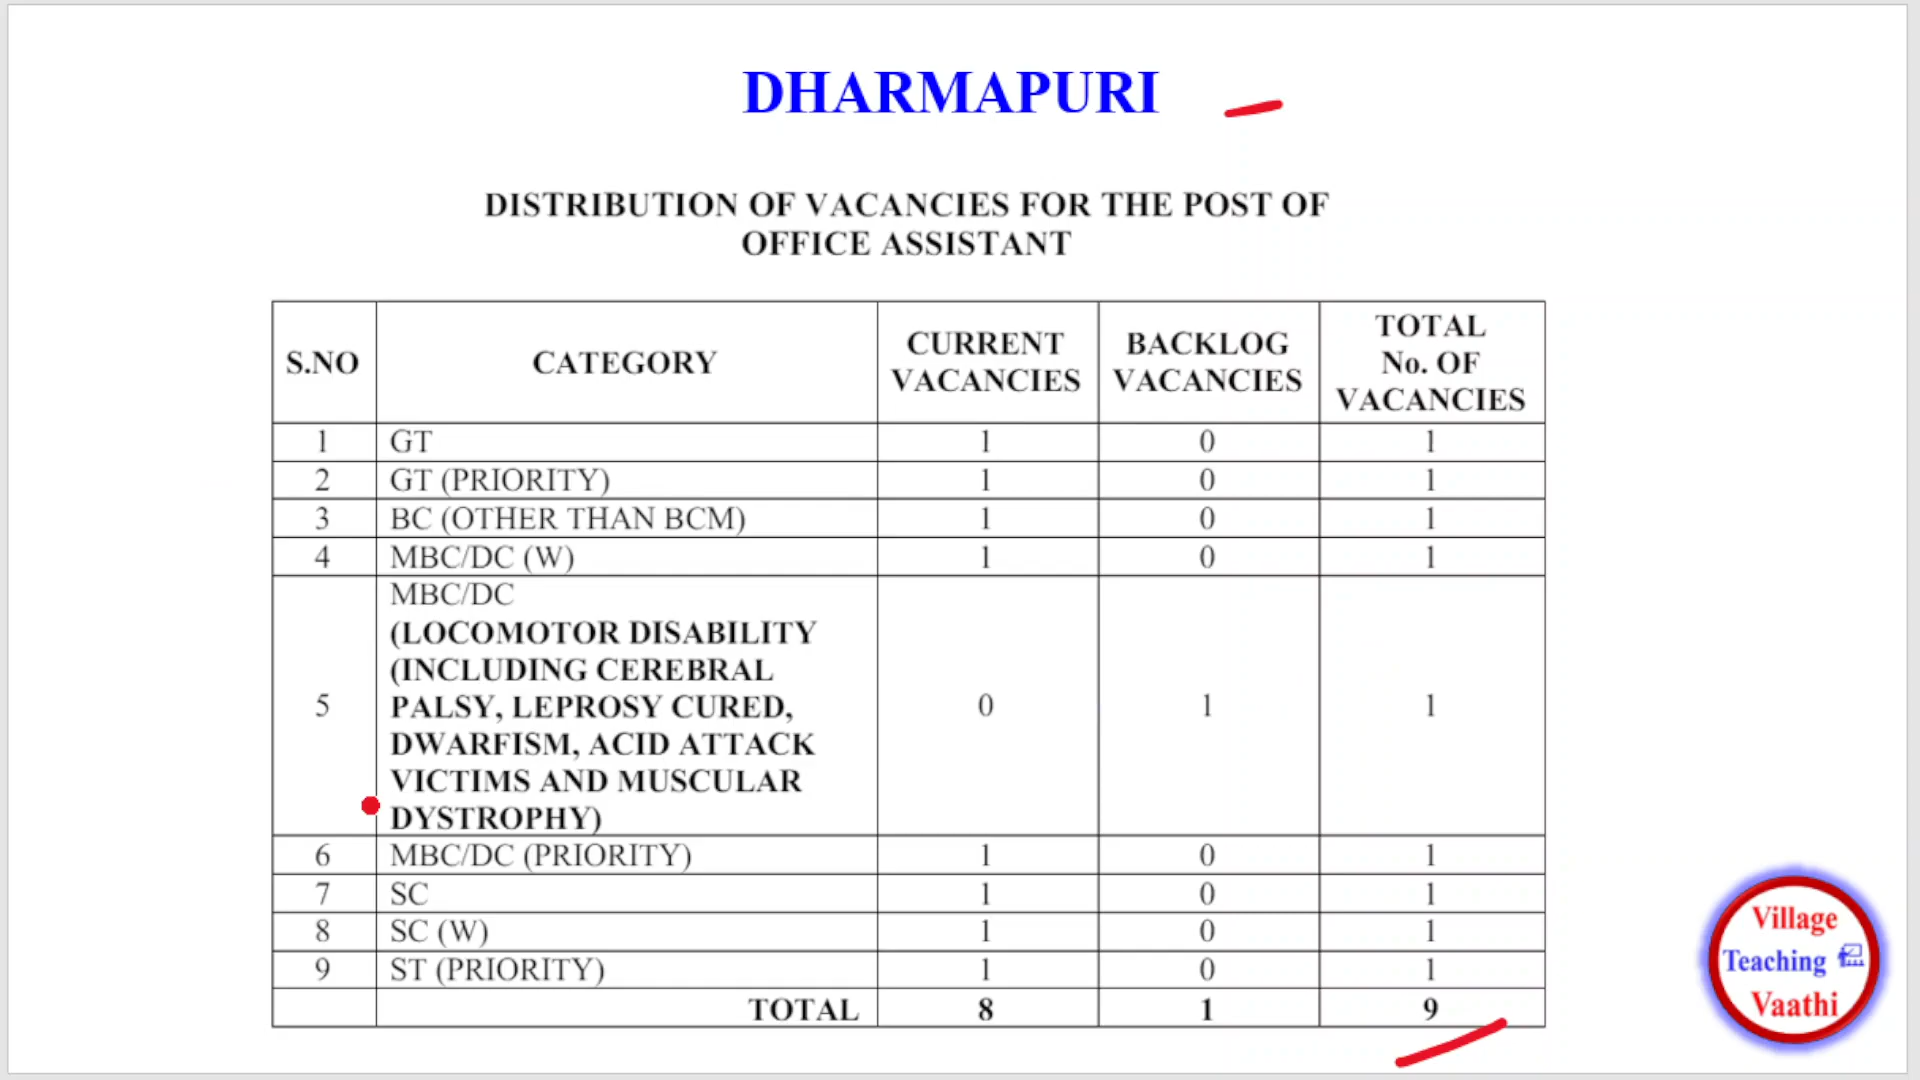 DHARMAPURI
DISTRIBUTION OF VACANCIES FOR THE POST OF
OFFICE ASSISTANT
S.NO CATEGORY CURRENT VACANCIES BACKLOG VACANCIES TOTAL No. OF VACANCIES
1 GT 1 0 1
2 GT (PRIORITY) 1 0 1
3 BC (OTHER THAN BCM) 1 0 1
4 MBC/DC (W) 1 0 1
MBC/DC
(LOCOMOTOR DISABILITY
(INCLUDING CEREBRAL
5 PALSY, LEPROSY CURED, 0 1 1
DWARFISM, ACID ATTACK
VICTIMS AND MUSCULAR
DYSTROPHY)
6 MBC/DC (PRIORITY) 1 0 1
7 SC 1 0 1
8 SC (W) 1 0 1
9 ST (PRIORITY) 1 0 1
TOTAL 8 1 9
Village
Teaching
Vaathi